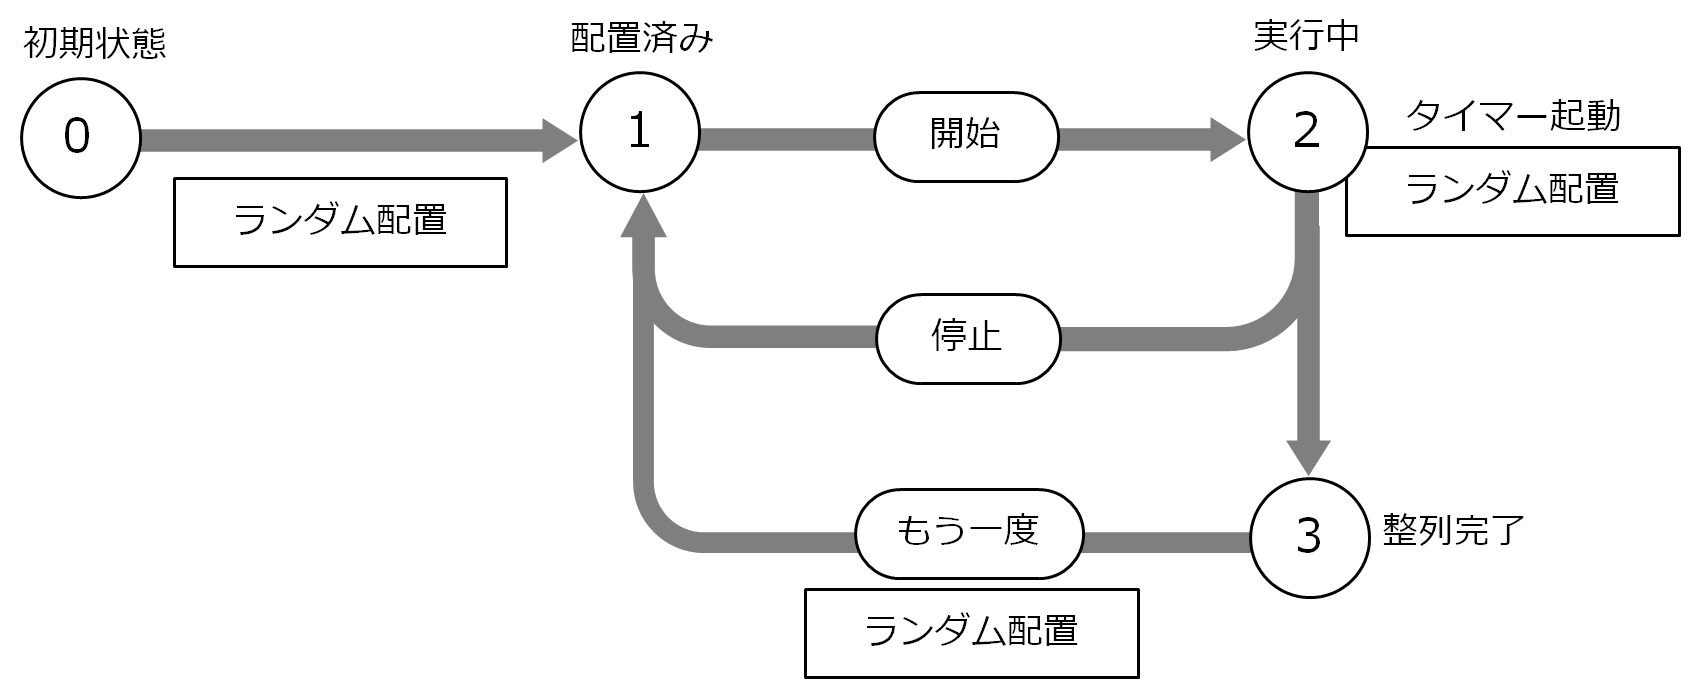 初期状態
配置済み
実行中
0
1
開始
2
タイマー起動
ランダム配置
ランダム配置
停止
もう一度
3
整列完了
ランダム配置